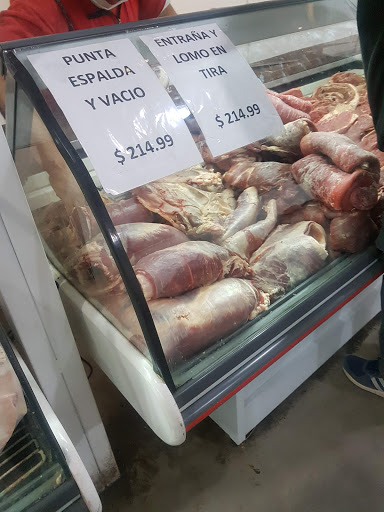 PUNTA
ESPALDA
Y VACIO
$ 214.99
ENTRAÑA Y
LOMO EN
TIRA
$ 214.99